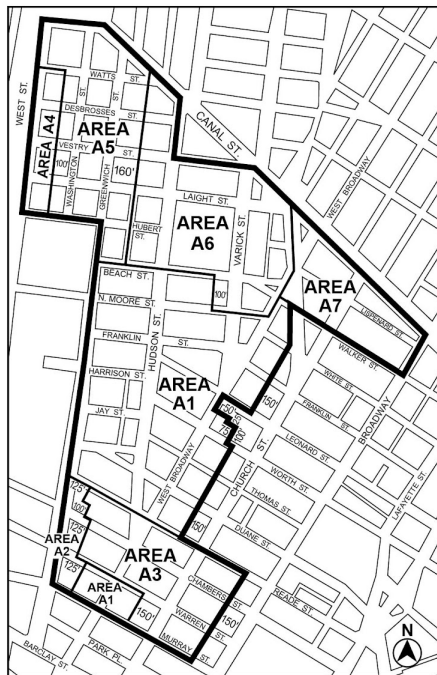 WATTS
ST.
ST.
ST.
DESBROSSES
WEST ST.
AREA A4
AREA
A5
VESTRY
ST.
100'
160'
WASHINGTON
GREENWICH
CANAL ST.
WEST BROADWAY
LAIGHT ST.
HUBERT
ST.
AREA
A6
VARICK ST.
BEACH ST.
100'
N. MOORE ST.
AREA
A7
LISPENARD ST.
WALKER ST.
FRANKLIN
ST.
HUDSON ST.
WHITE ST.
HARRISON ST.
AREA
A1
150'
FRANKLIN ST.
BROADWAY
JAY ST.
50'
100'
LEONARD ST.
WEST BROADWAY
CHURCH ST.
WORTH ST.
LAFAYETTE ST.
THOMAS ST.
125'
100'
150'
DUANE ST.
125'
AREA
A2
AREA
A3
125'
AREA
A1
CHAMBERS ST.
READE ST.
150'
WARREN ST.
150'
MURRAY ST.
PARK PL.
BARCLAY ST.
N